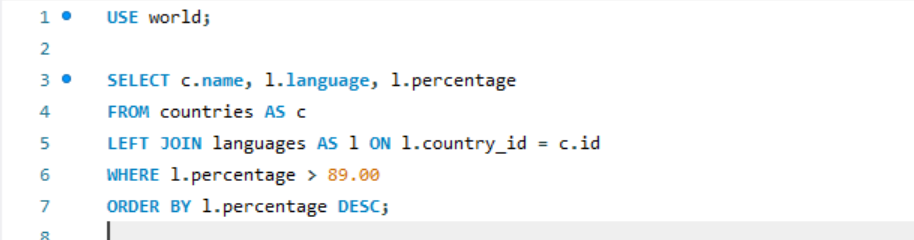 1 USE world;
2
3 SELECT c.name, l.language, l.percentage
4 FROM countries AS c
5 LEFT JOIN languages AS l ON l.country_id = c.id
6 WHERE l.percentage > 89.00
7 ORDER BY l.percentage DESC;
8